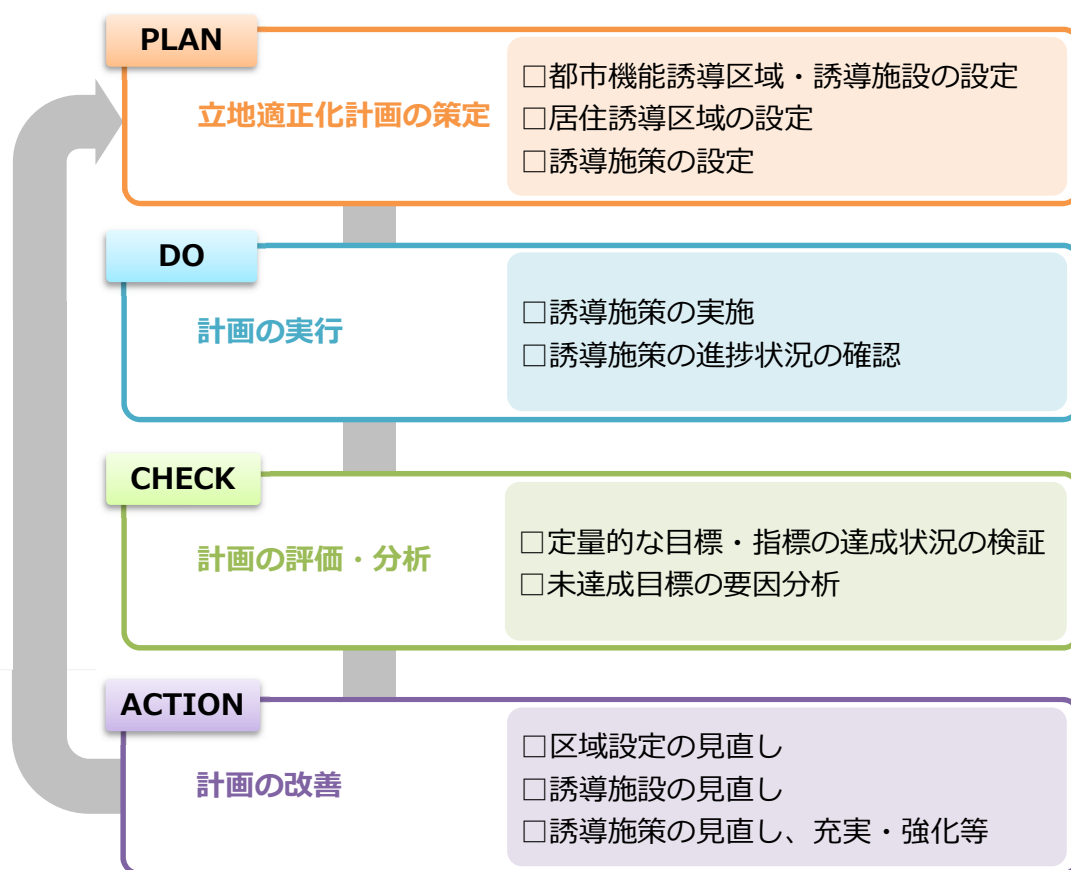 PLAN
立地適正化計画の策定
□都市機能誘導区域・誘導施設の設定
□居住誘導区域の設定
□誘導施策の設定
DO
計画の実行
□誘導施策の実施
□誘導施策の進捗状況の確認
CHECK
計画の評価・分析
□定量的な目標・指標の達成状況の検証
□未達成目標の要因分析
ACTION
計画の改善
□区域設定の見直し
□誘導施設の見直し
□誘導施策の見直し、充実・強化等